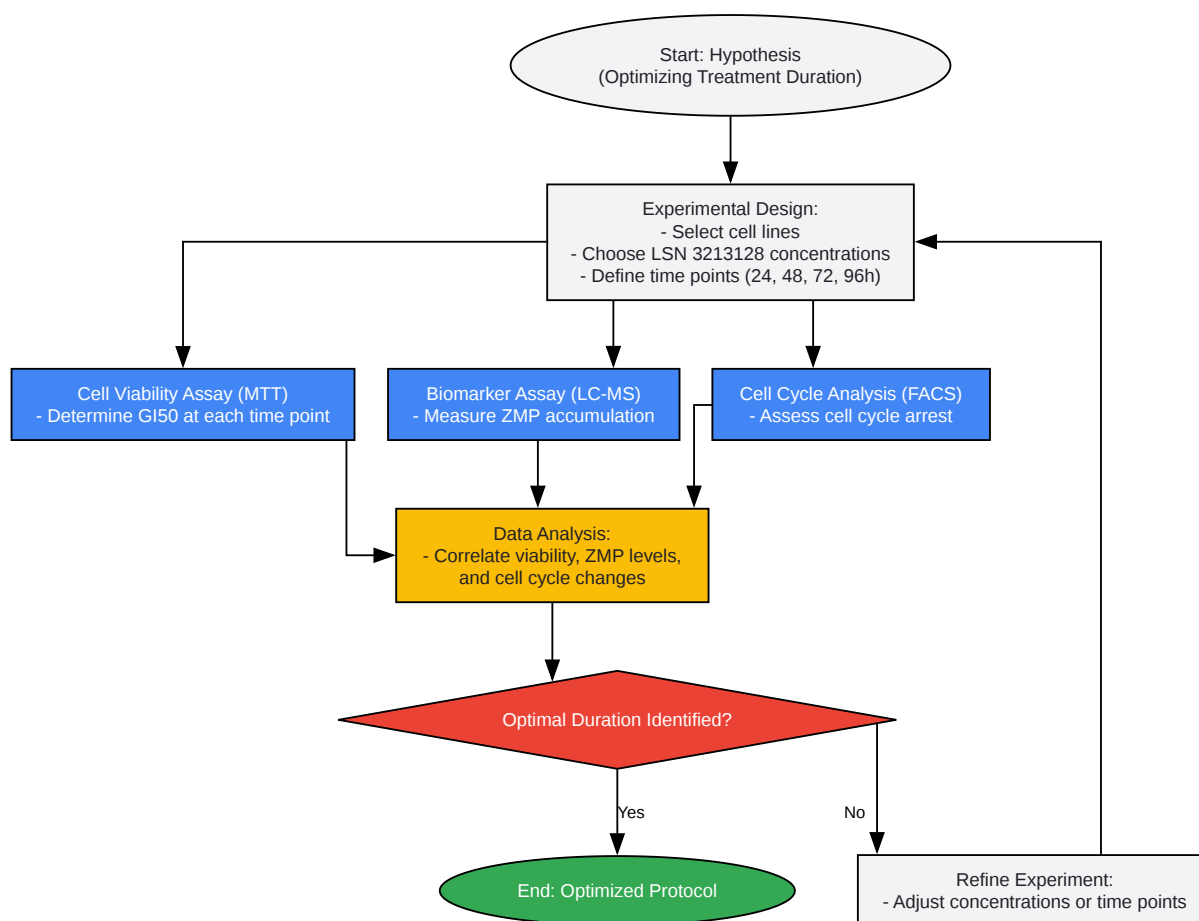 Start: Hypothesis
(Optimizing Treatment Duration)
Experimental Design:
- Select cell lines
- Choose LSN 3213128 concentrations
- Define time points (24, 48, 72, 96h)
Cell Viability Assay (MTT)
- Determine GI50 at each time point
Biomarker Assay (LC-MS)
- Measure ZMP accumulation
Cell Cycle Analysis (FACS)
- Assess cell cycle arrest
Data Analysis:
- Correlate viability, ZMP levels,
and cell cycle changes
Optimal Duration Identified?
Yes
No
End: Optimized Protocol
Refine Experiment:
- Adjust concentrations or time points